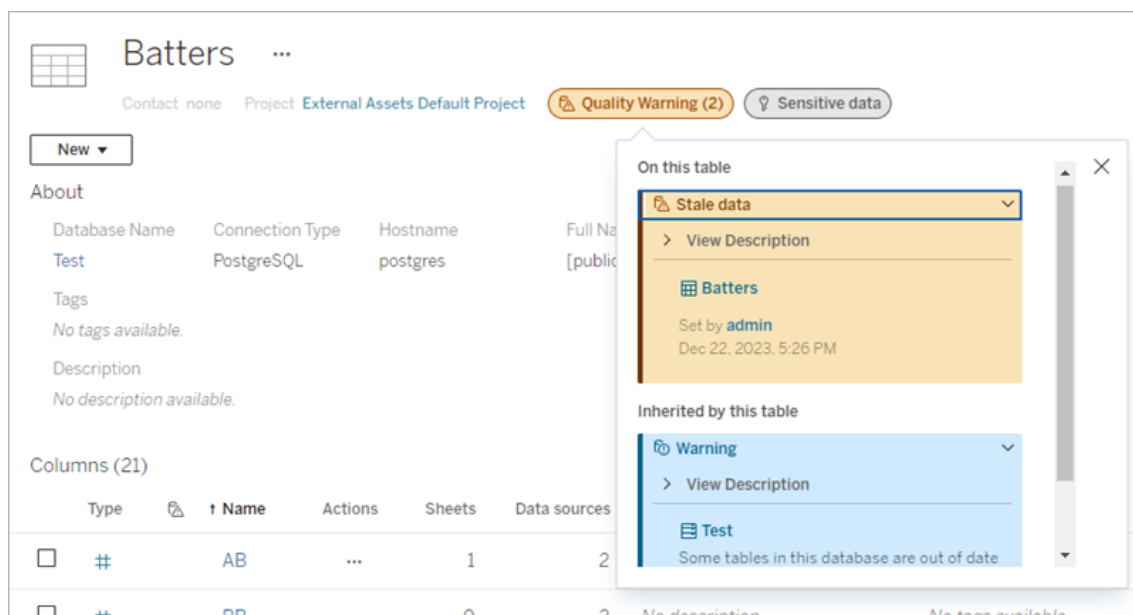 Batters ...
Contact none Project External Assets Default Project Quality Warning (2) Sensitive data
New
On this table
About
Stale data
Database Name Connection Type Hostname
View Description
Test PostgreSQL postgres
Batters
Tags
Set by admin
No tags available.
Dec 22, 2023, 5:26 PM
Description
No description available.
Inherited by this table
Warning
Columns (21)
View Description
Type ↑ Name Actions Sheets Data sources
Test
Some tables in this database are out of date
# AB ... 1 2
No description